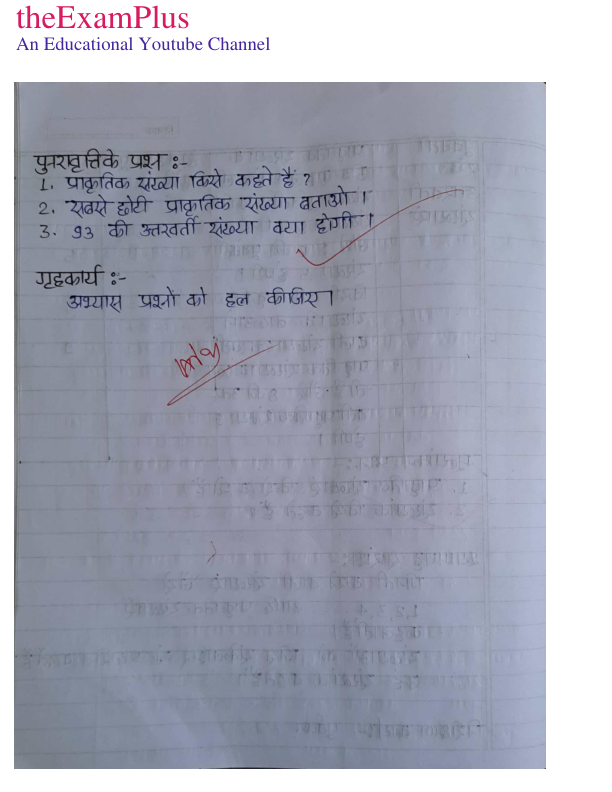 theExamPlus
An Educational Youtube Channel
पुनरावृत्तिके प्रश्न :-
1. प्राकृतिक संख्या किसे कहते हैं ?
2. सबसे छोटी प्राकृतिक संख्या बताओ।
3. 93 की उत्तरवर्ती संख्या क्या होगी।
गृहकार्य :-
अभ्यास प्रश्नों को हल कीजिए।